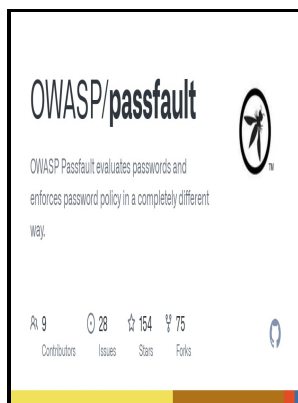 OWASP/passfault
OWASP Passfault evaluates passwords and
enforces password policy in a completely different
way.
9 28 154 75
Contributors Issues Stars Forks
TM